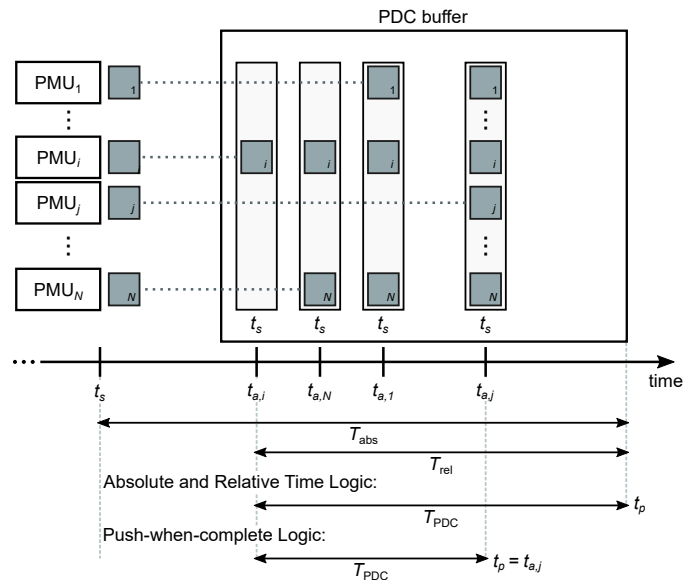 PDC buffer
PMU1 1 1 1
⋮ ⋮
PMUi i i i i
PMUj j j
⋮ ⋮
PMUN N N N N
ts ts ts ts
... time
ts ta,i ta,N ta,1 ta,j
Tabs
Trel
Absolute and Relative Time Logic:
TPDC tp
Push-when-complete Logic:
TPDC tp = ta,j